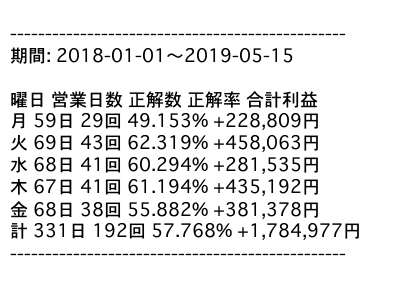 ------------------------------------------------
期間: 2018-01-01〜2019-05-15
曜日 営業日数 正解数 正解率 合計利益
月 59日 29回 49.153% +228,809円
火 69日 43回 62.319% +458,063円
水 68日 41回 60.294% +281,535円
木 67日 41回 61.194% +435,192円
金 68日 38回 55.882% +381,378円
計 331日 192回 57.768% +1,784,977円
------------------------------------------------